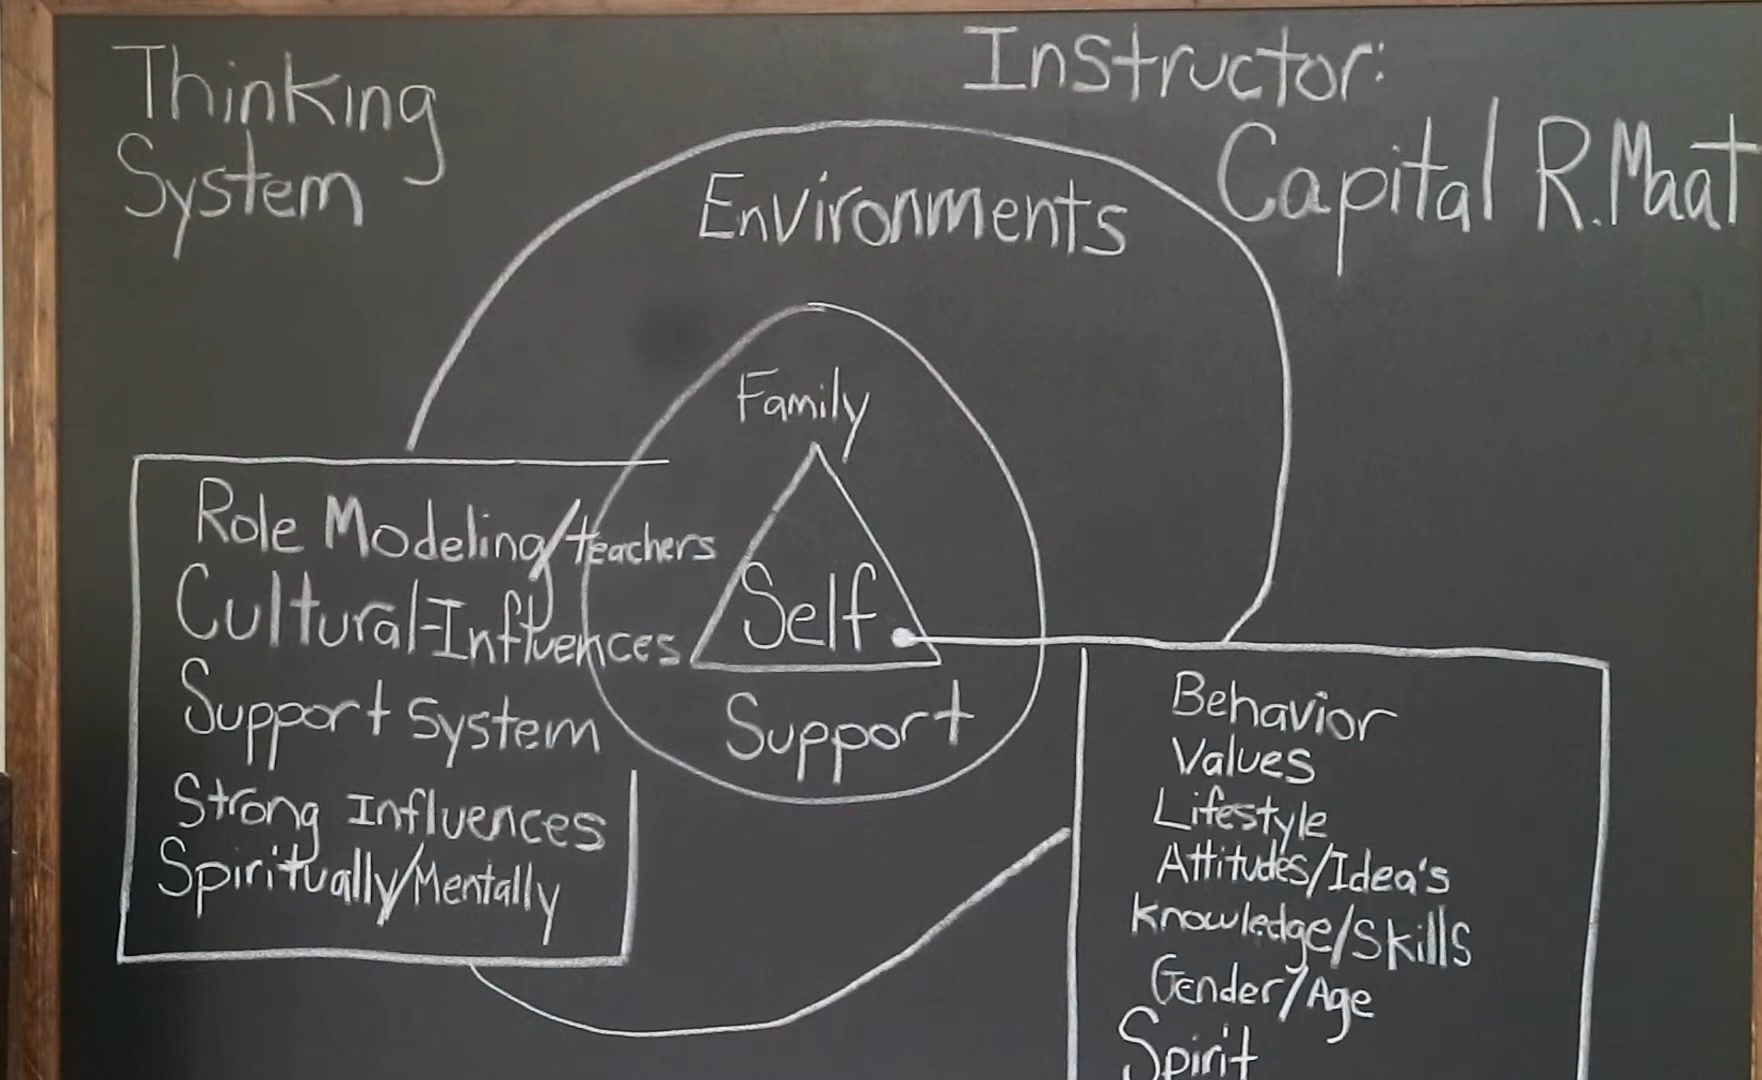 Thinking
System
Instructor:
Capital R. Maat
Environments
Family
Self
Support
Role Modeling/teachers
Cultural-Influences
Support System
Strong Influences
Spiritually/Mentally
Behavior
Values
Lifestyle
Attitudes/Idea's
Knowledge/Skills
Gender/Age
Spirit